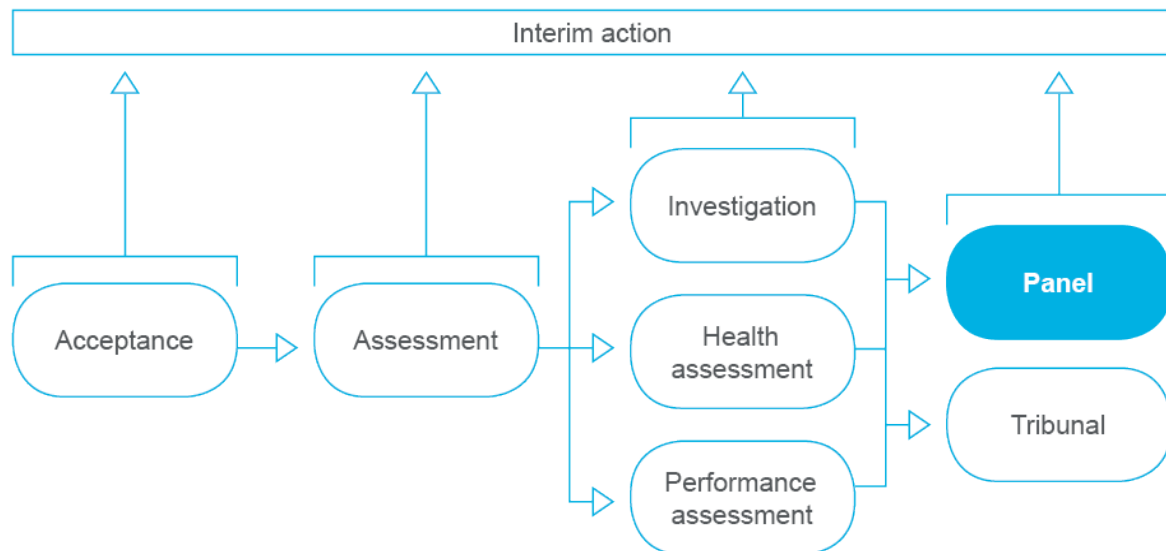 Interim action
Acceptance
Assessment
Investigation
Health
assessment
Performance
assessment
Panel
Tribunal